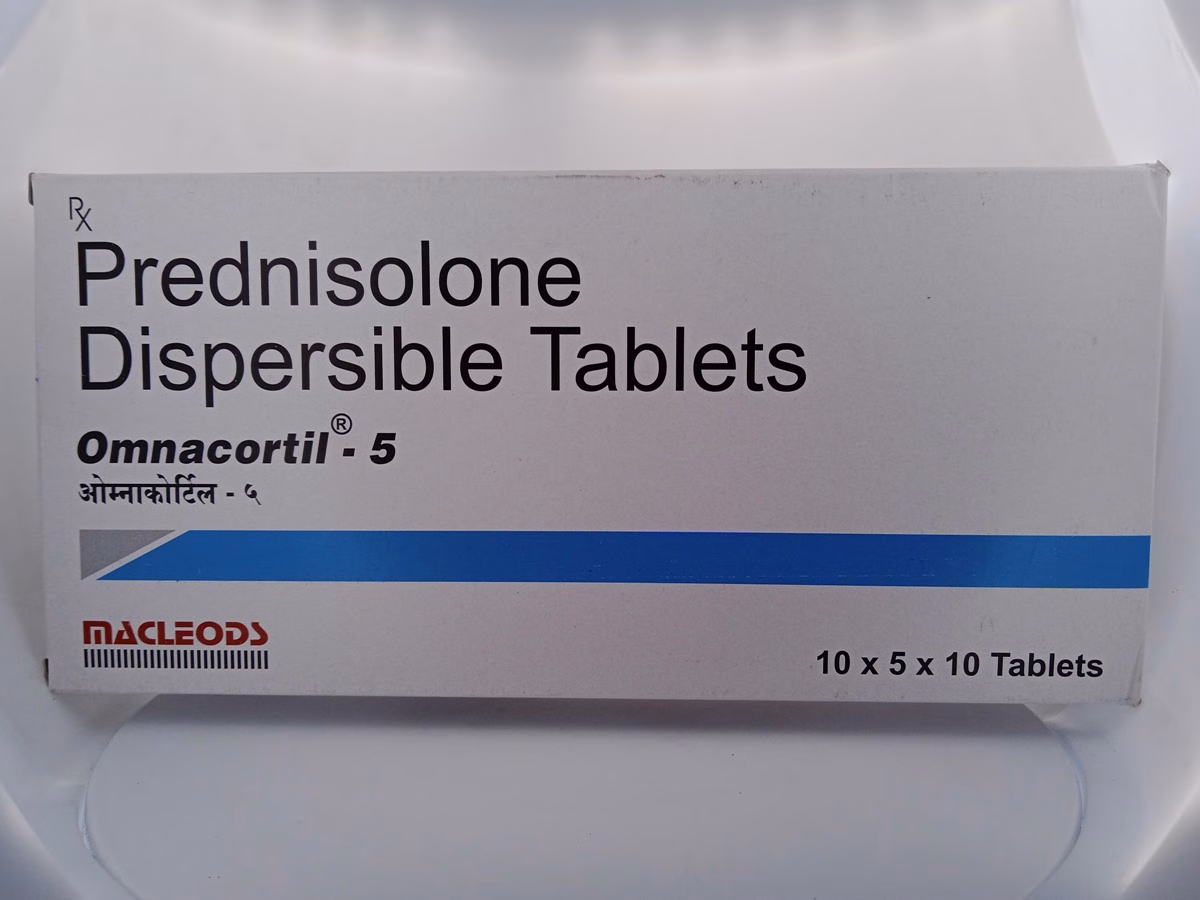 Rx
Prednisolone
Dispersible Tablets
Omnacortil® - 5
ओम्नाकोर्टिल - ५
MACLEODS
10 x 5 x 10 Tablets